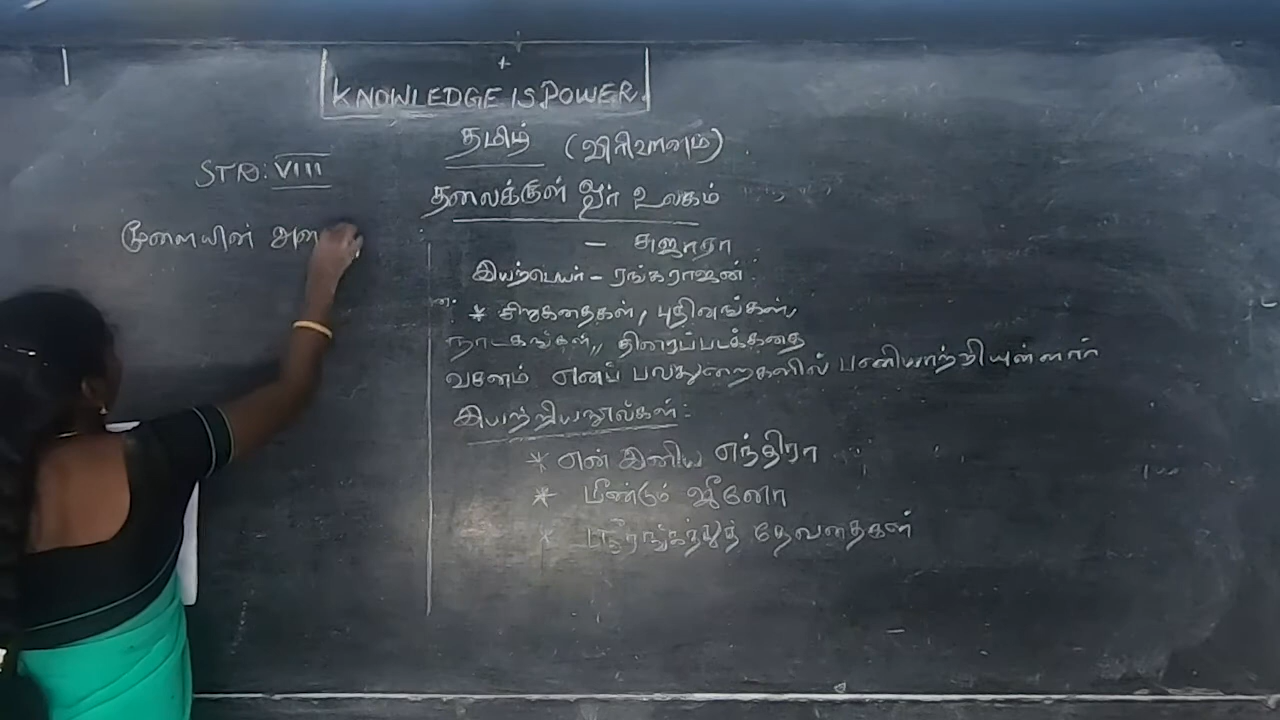 KNOWLEDGE IS POWER.
தமிழ் (விரிவானம்)
STD: VIII
தலைக்குள் ஓர் உலகம்
மூளையின் அள
- சுஜாதா
இயற்பெயர் - ரங்கராஜன்
* சிறுகதைகள், புதினங்கள்,
நாடகங்கள், திரைப்படக்கதை
வசனம் எனப் பலதுறைகளில் பணியாற்றியுள்ளார்
இயற்றியநூல்கள்:
* என் இனிய எந்திரா
* மீண்டும் ஜீனோ
* தேவதைகள்